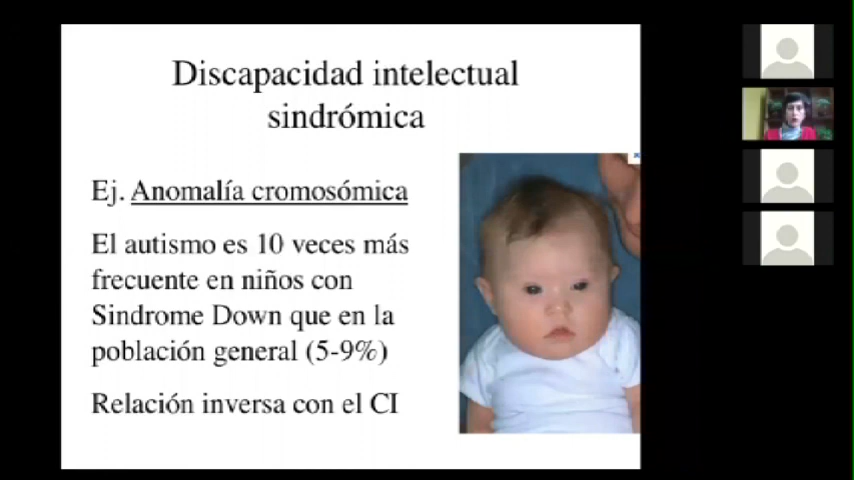 Discapacidad intelectual
sindrómica
Ej. Anomalía cromosómica
El autismo es 10 veces más
frecuente en niños con
Sindrome Down que en la
población general (5-9%)
Relación inversa con el CI